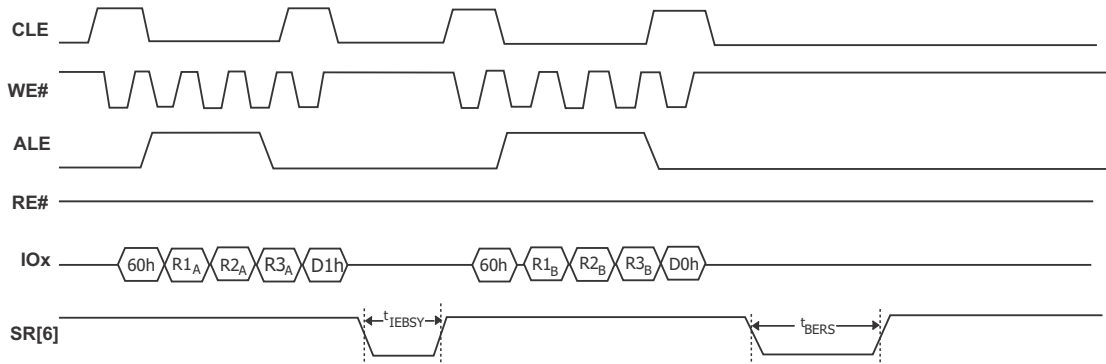 CLE
WE#
ALE
RE#
IOx 60h R1A R2A R3A D1h 60h R1B R2B R3B D0h
SR[6] tIEBSY tBERS